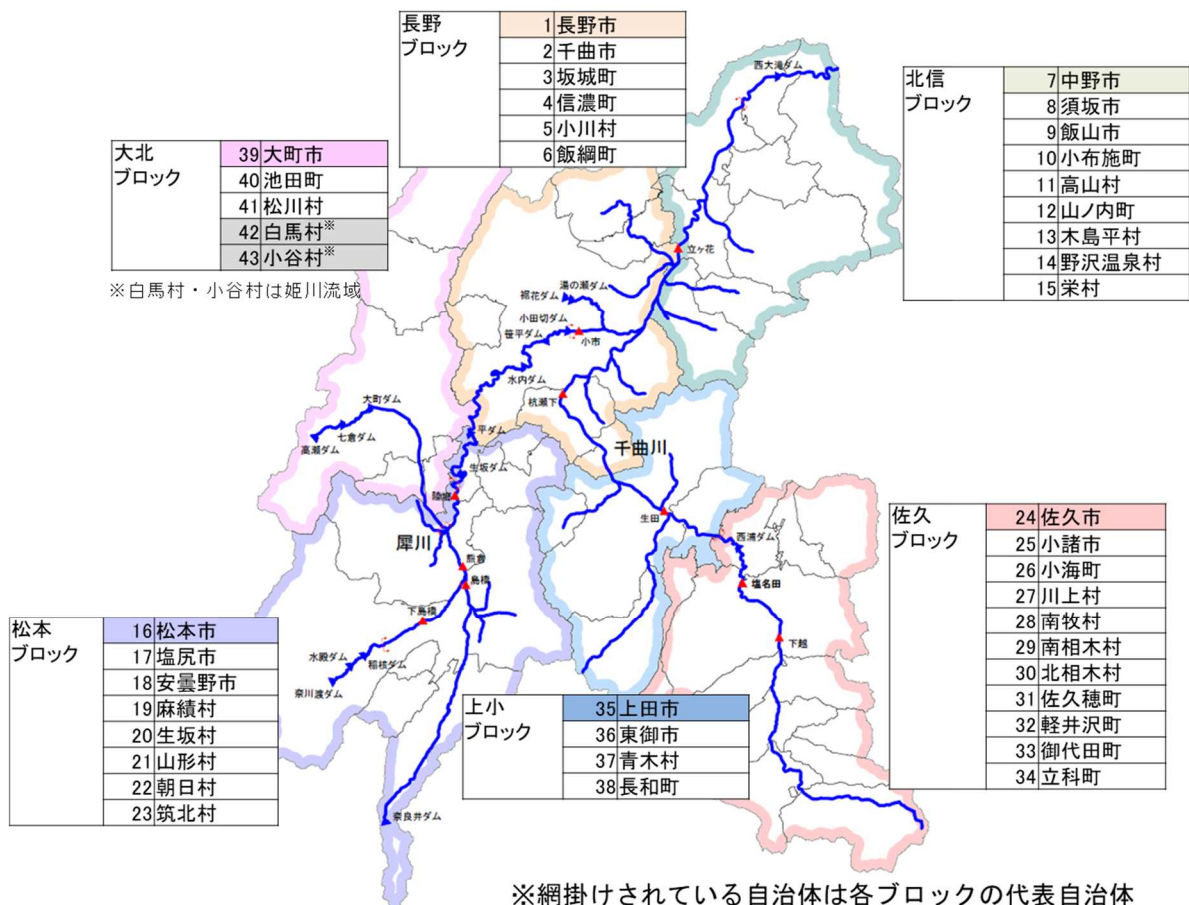 長野
ブロック
1 長野市
2 千曲市
3 坂城町
4 信濃町
5 小川村
6 飯綱町
北信
ブロック
7 中野市
8 須坂市
9 飯山市
10 小布施町
11 高山村
12 山ノ内町
13 木島平村
14 野沢温泉村
15 栄村
大北
ブロック
39 大町市
40 池田町
41 松川村
42 白馬村※
43 小谷村※
※白馬村・小谷村は姫川流域
西大滝ダム
立ヶ花
湯の瀬ダム
裾花ダム
小田切ダム
笹平ダム
小市
水内ダム
杭瀬下
大町ダム
七倉ダム
高瀬ダム
平ダム
生坂ダム
陸郷
千曲川
生田
西浦ダム
塩名田
下越
犀川
熊倉
島橋
下島橋
水殿ダム
稲核ダム
奈川渡ダム
奈良井ダム
佐久
ブロック
24 佐久市
25 小諸市
26 小海町
27 川上村
28 南牧村
29 南相木村
30 北相木村
31 佐久穂町
32 軽井沢町
33 御代田町
34 立科町
松本
ブロック
16 松本市
17 塩尻市
18 安曇野市
19 麻績村
20 生坂村
21 山形村
22 朝日村
23 筑北村
上小
ブロック
35 上田市
36 東御市
37 青木村
38 長和町
※網掛けされている自治体は各ブロックの代表自治体